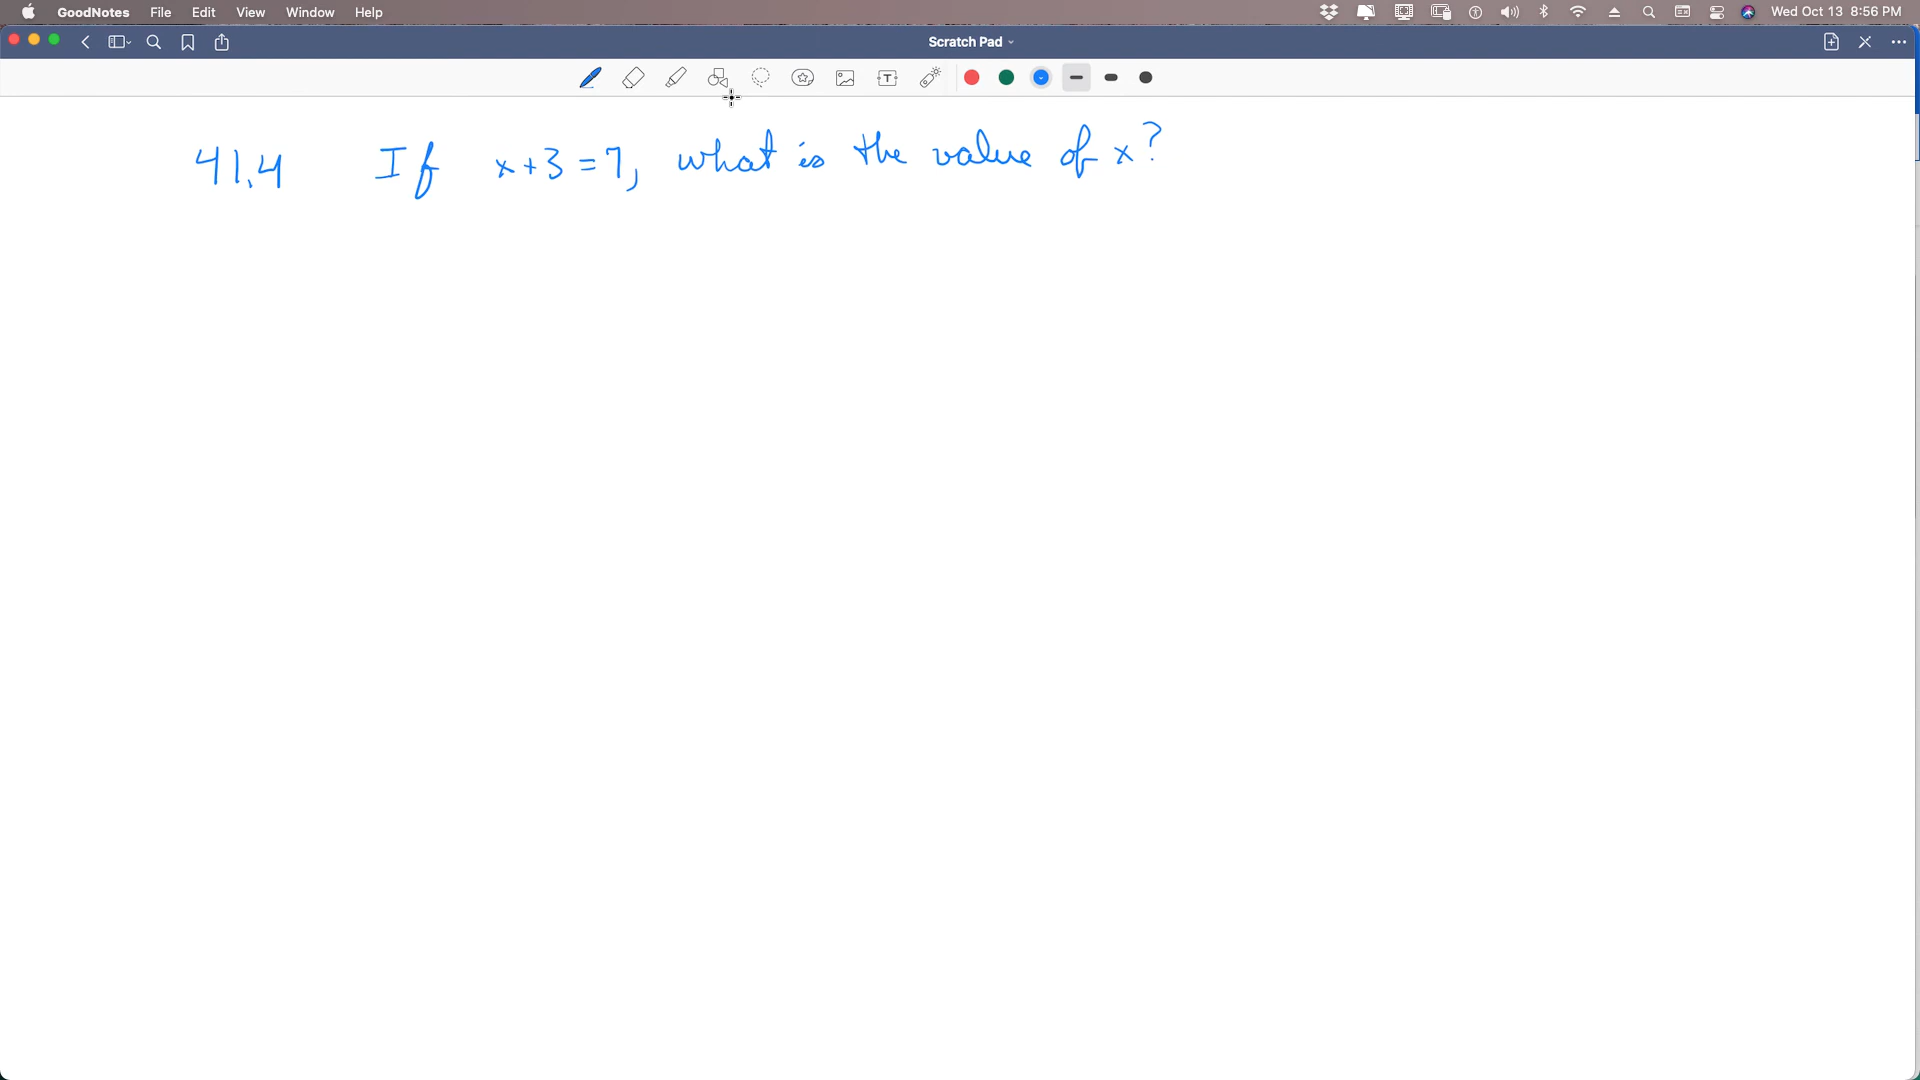 GoodNotes File Edit View Window Help Wed Oct 13 8:56 PM
Scratch Pad
41.4 If x+3=7, what is the value of x?